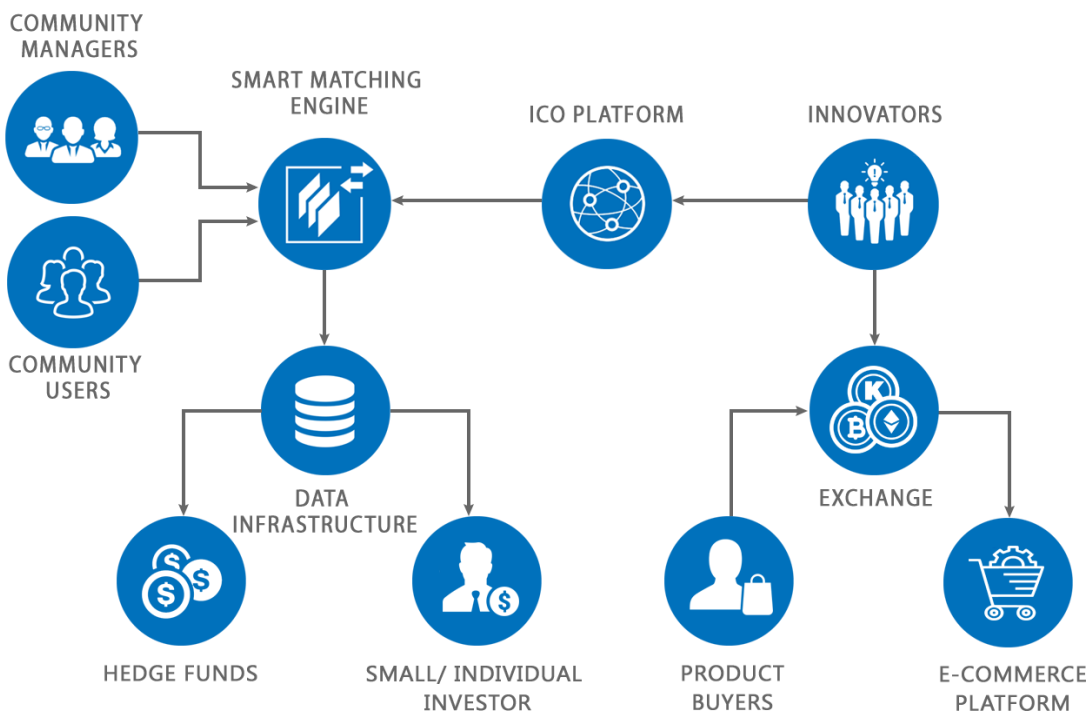 COMMUNITY
MANAGERS
SMART MATCHING
ENGINE
ICO PLATFORM
INNOVATORS
COMMUNITY
USERS
DATA
INFRASTRUCTURE
K
B
EXCHANGE
$
$
$
$
HEDGE FUNDS
SMALL/ INDIVIDUAL
INVESTOR
PRODUCT
BUYERS
E-COMMERCE
PLATFORM